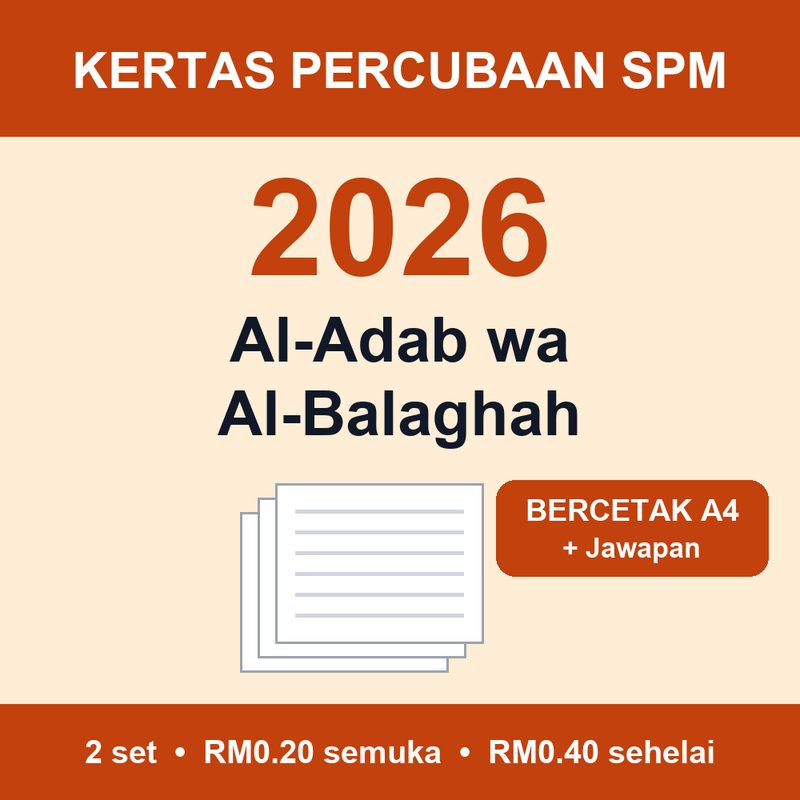 KERTAS PERCUBAAN SPM
2026
Al-Adab wa
Al-Balaghah
BERCETAK A4
+ Jawapan
2 set • RM0.20 semuka • RM0.40 sehelai